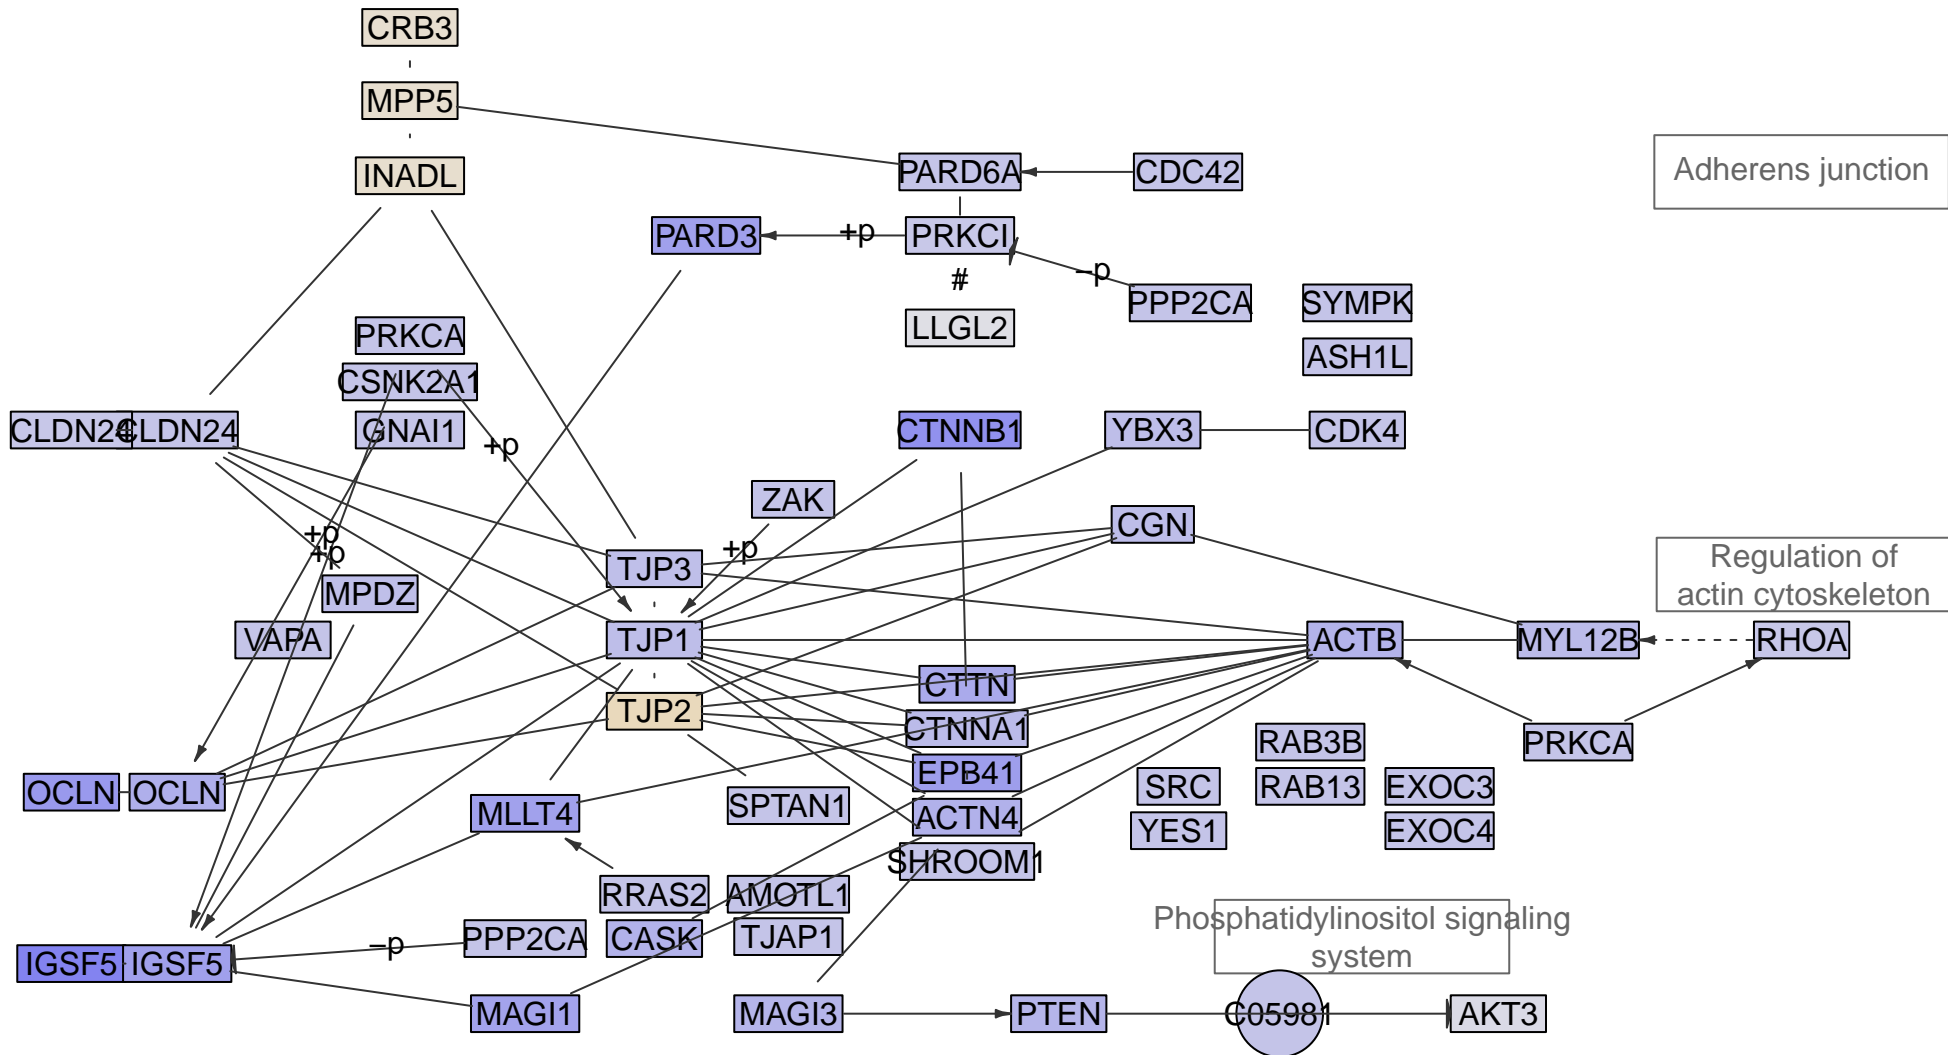 CRB3
MPP5
INADL
PARD6A
CDC42
Adherens junction
PARD3
+p
PRKCI
#
−p
PPP2CA
SYMPK
LLGL2
ASH1L
PRKCA
CSNK2A1
GNAI1
CLDN24
CLDN24
+p
CTNNB1
YBX3
CDK4
ZAK
CGN
+p
+p
+p
TJP3
MPDZ
Regulation of
actin cytoskeleton
VAPA
TJP1
ACTB
MYL12B
RHOA
CTTN
TJP2
CTNNA1
RAB3B
PRKCA
EPB41
OCLN
OCLN
MLLT4
SPTAN1
ACTN4
SRC
RAB13
EXOC3
YES1
EXOC4
SHROOM1
RRAS2
AMOTL1
PPP2CA
CASK
TJAP1
−p
Phosphatidylinositol signaling
system
IGSF5
IGSF5
MAGI1
MAGI3
PTEN
C05981
AKT3